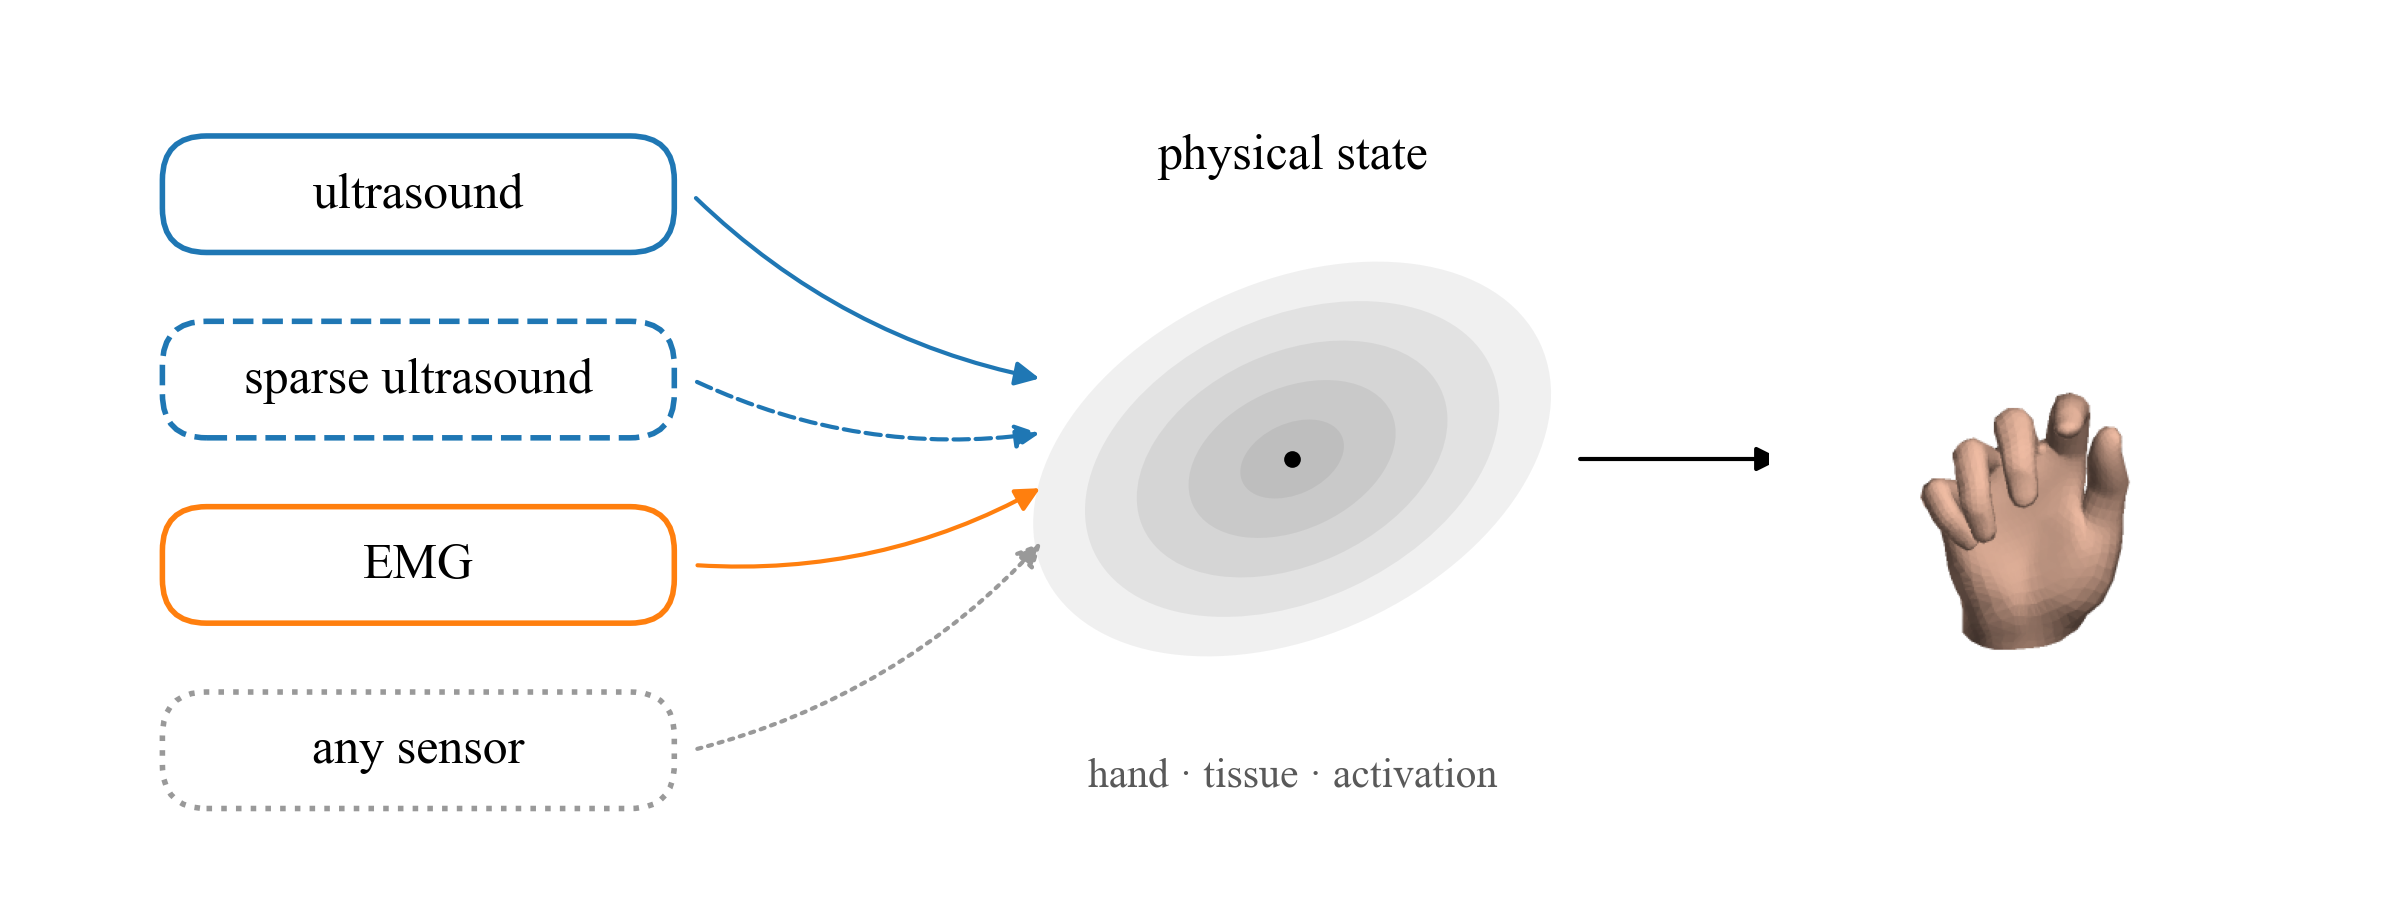 ultrasound
sparse ultrasound
EMG
any sensor
physical state
hand · tissue · activation